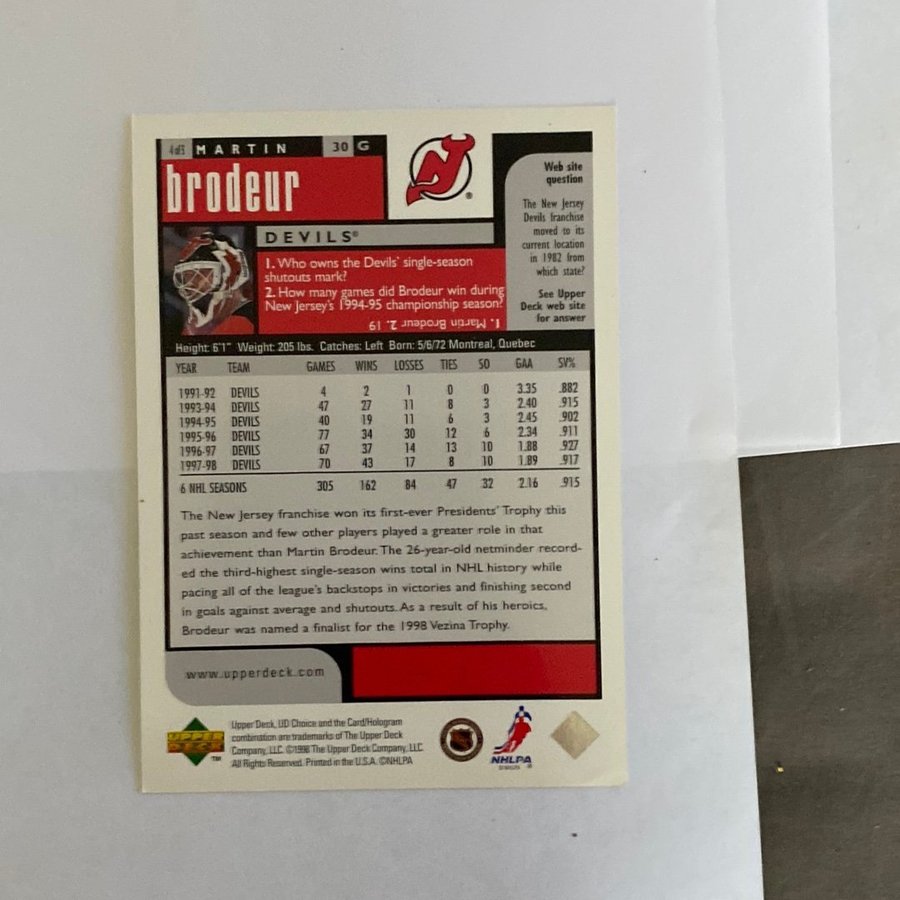 4 of 5 MARTIN 30 G
brodeur
DEVILS®
1. Who owns the Devils' single-season
shutouts mark?
2. How many games did Brodeur win during
New Jersey's 1994-95 championship season?
1. Martin Brodeur 2. 19
Web site
question
The New Jersey
Devils franchise
moved to its
current location
in 1982 from
which state?
See Upper
Deck web site
for answer
Height: 6'1" Weight: 205 lbs. Catches: Left Born: 5/6/72 Montreal, Quebec
YEAR TEAM GAMES WINS LOSSES TIES SO GAA SV%
1991-92 DEVILS 4 2 1 0 0 3.35 .882
1993-94 DEVILS 47 27 11 8 3 2.40 .915
1994-95 DEVILS 40 19 11 6 3 2.45 .902
1995-96 DEVILS 77 34 30 12 6 2.34 .911
1996-97 DEVILS 67 37 14 13 10 1.88 .927
1997-98 DEVILS 70 43 17 8 10 1.89 .917
6 NHL SEASONS 305 162 84 47 32 2.16 .915
The New Jersey franchise won its first-ever Presidents' Trophy this
past season and few other players played a greater role in that
achievement than Martin Brodeur. The 26-year-old netminder record-
ed the third-highest single-season wins total in NHL history while
pacing all of the league's backstops in victories and finishing second
in goals against average and shutouts. As a result of his heroics,
Brodeur was named a finalist for the 1998 Vezina Trophy.
www.upperdeck.com
UPPER
DECK
TM
Upper Deck, UD Choice and the Card/Hologram
combination are trademarks of The Upper Deck
Company, LLC. ©1998 The Upper Deck Company, LLC.
All Rights Reserved. Printed in the U.S.A. ©NHLPA
NHLPA